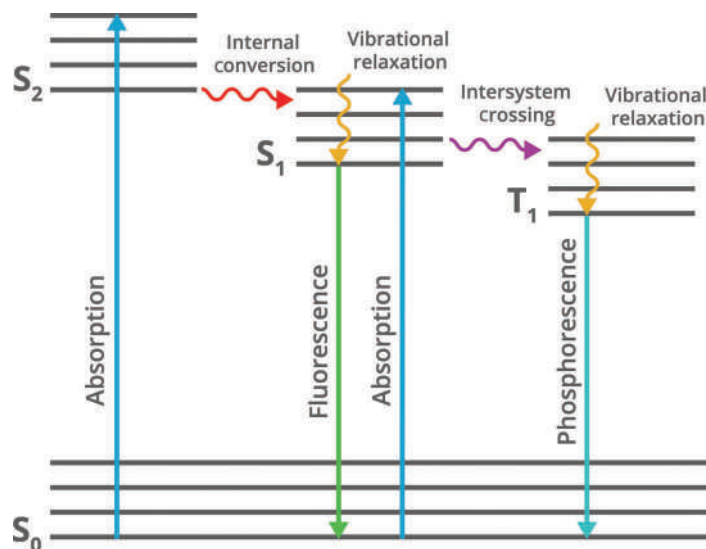 Internal
conversion
Vibrational
relaxation
S2
Intersystem
crossing
Vibrational
relaxation
S1
T1
Absorption
Fluorescence
Absorption
Phosphorescence
S0